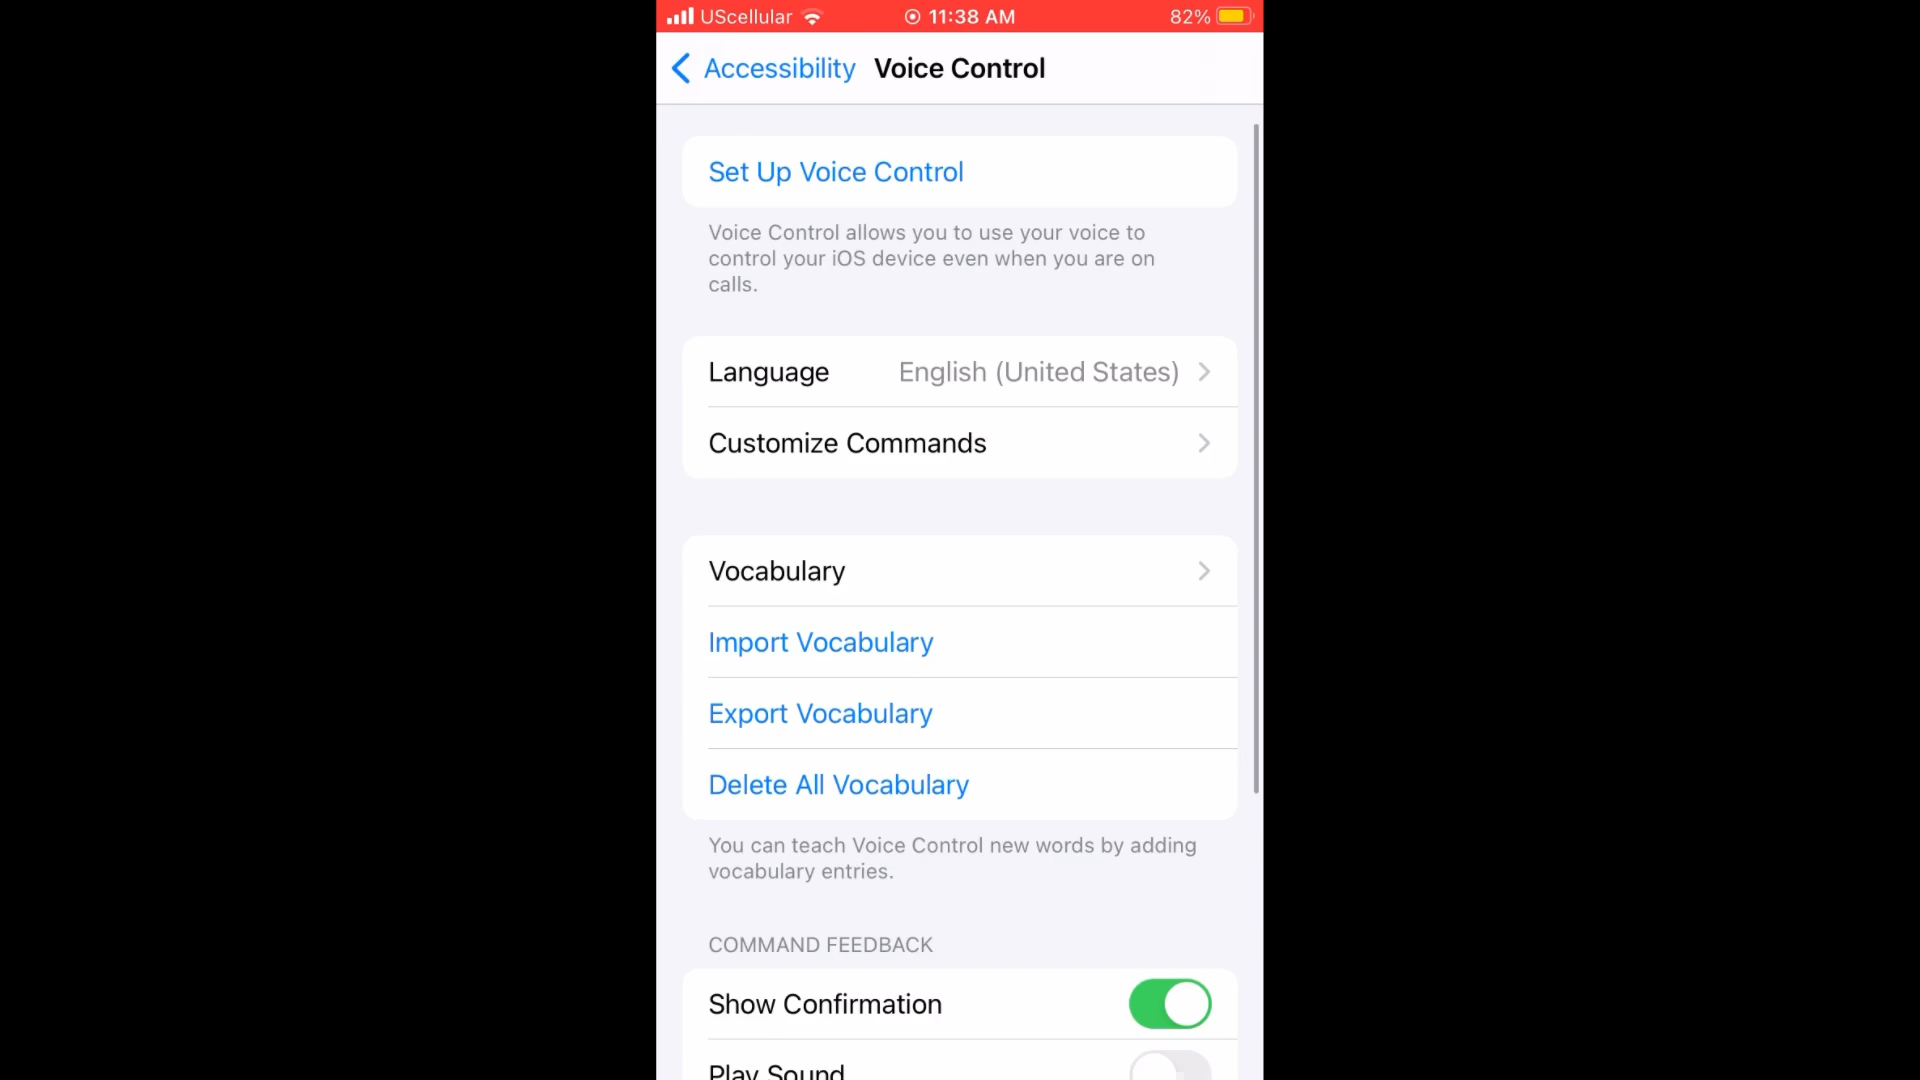 UScellular 11:38 AM 82%
Accessibility Voice Control
Set Up Voice Control
Voice Control allows you to use your voice to
control your iOS device even when you are on
calls.
Language English (United States)
Customize Commands
Vocabulary
Import Vocabulary
Export Vocabulary
Delete All Vocabulary
You can teach Voice Control new words by adding
vocabulary entries.
COMMAND FEEDBACK
Show Confirmation
Play Sound